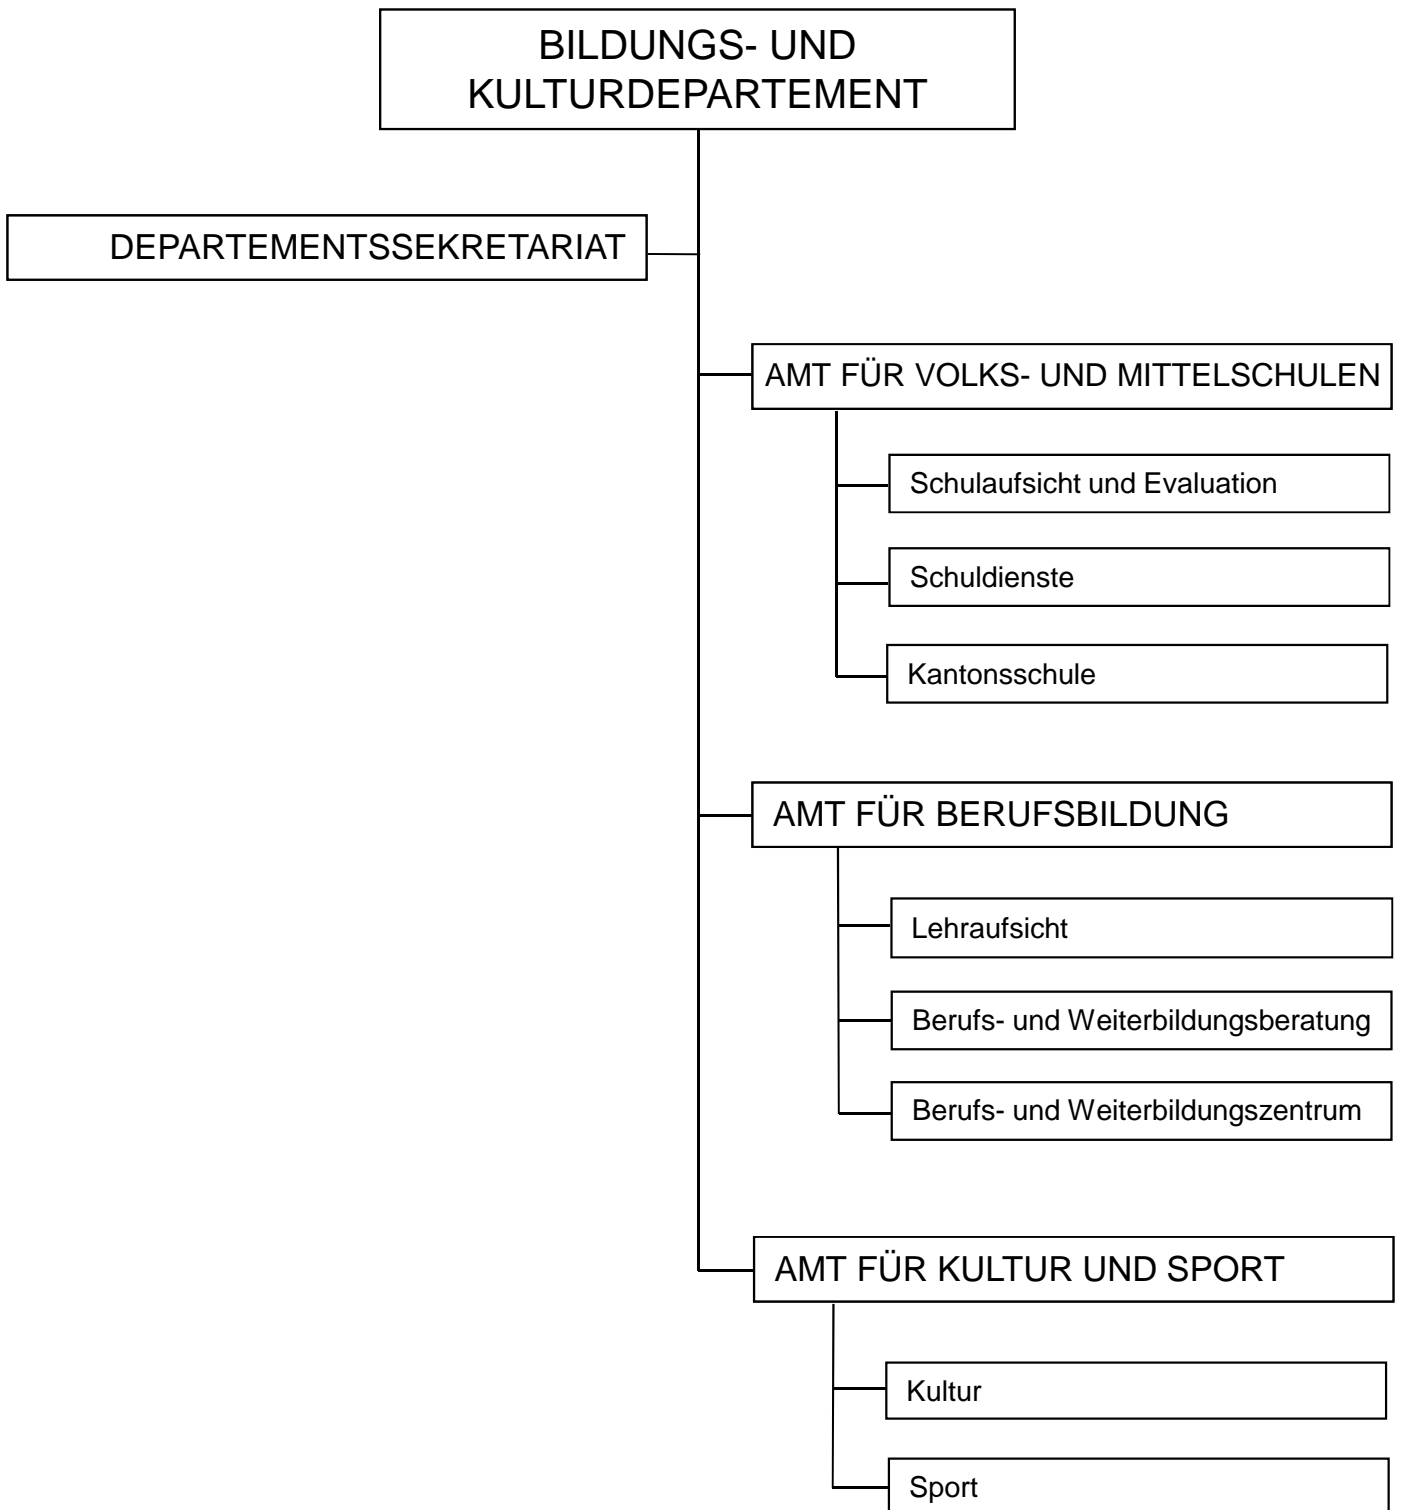 BILDUNGS- UND
KULTURDEPARTEMENT
DEPARTEMENTSSEKRETARIAT
AMT FÜR VOLKS- UND MITTELSCHULEN
Schulaufsicht und Evaluation
Schuldienste
Kantonsschule
AMT FÜR BERUFSBILDUNG
Lehraufsicht
Berufs- und Weiterbildungsberatung
Berufs- und Weiterbildungszentrum
AMT FÜR KULTUR UND SPORT
Kultur
Sport